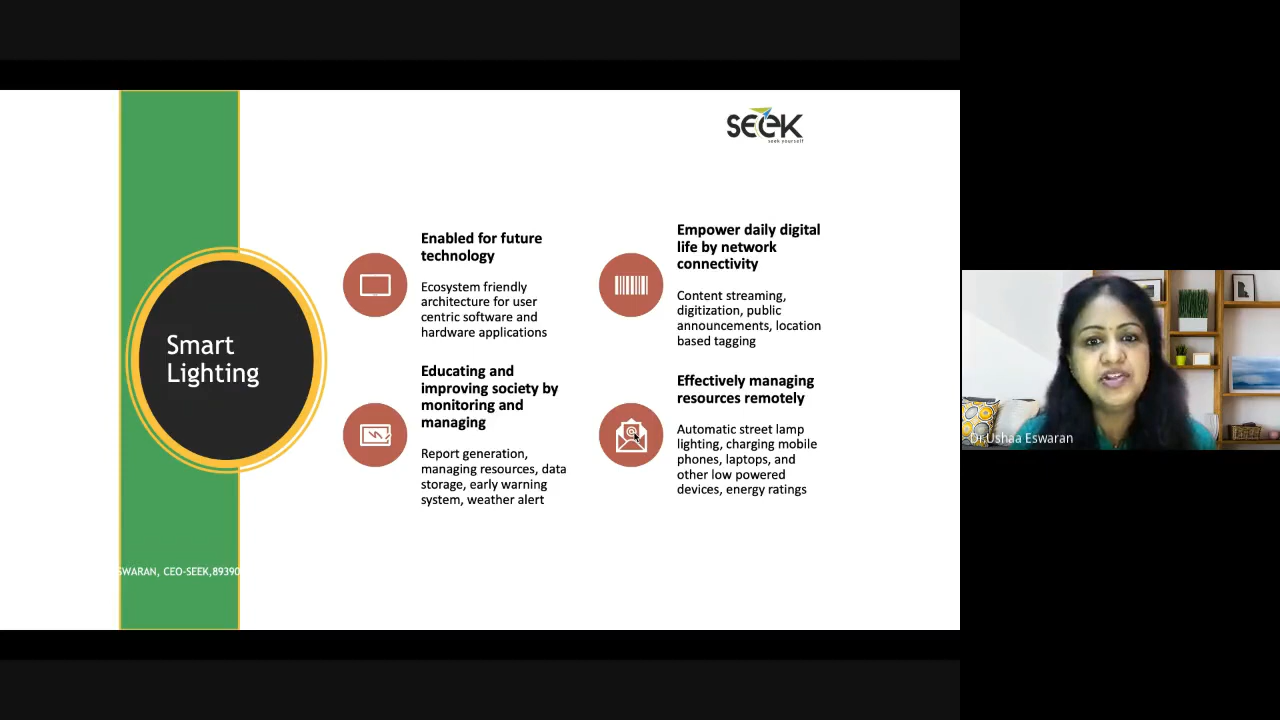 SEEK
seek yourself
Smart
Lighting
Enabled for future
technology
Ecosystem friendly
architecture for user
centric software and
hardware applications
Empower daily digital
life by network
connectivity
Content streaming,
digitization, public
announcements, location
based tagging
Educating and
improving society by
monitoring and
managing
Report generation,
managing resources, data
storage, early warning
system, weather alert
Effectively managing
resources remotely
Automatic street lamp
lighting, charging mobile
phones, laptops, and
other low powered
devices, energy ratings
SWARAN, CEO-SEEK,89390
Dr.Ushaa Eswaran